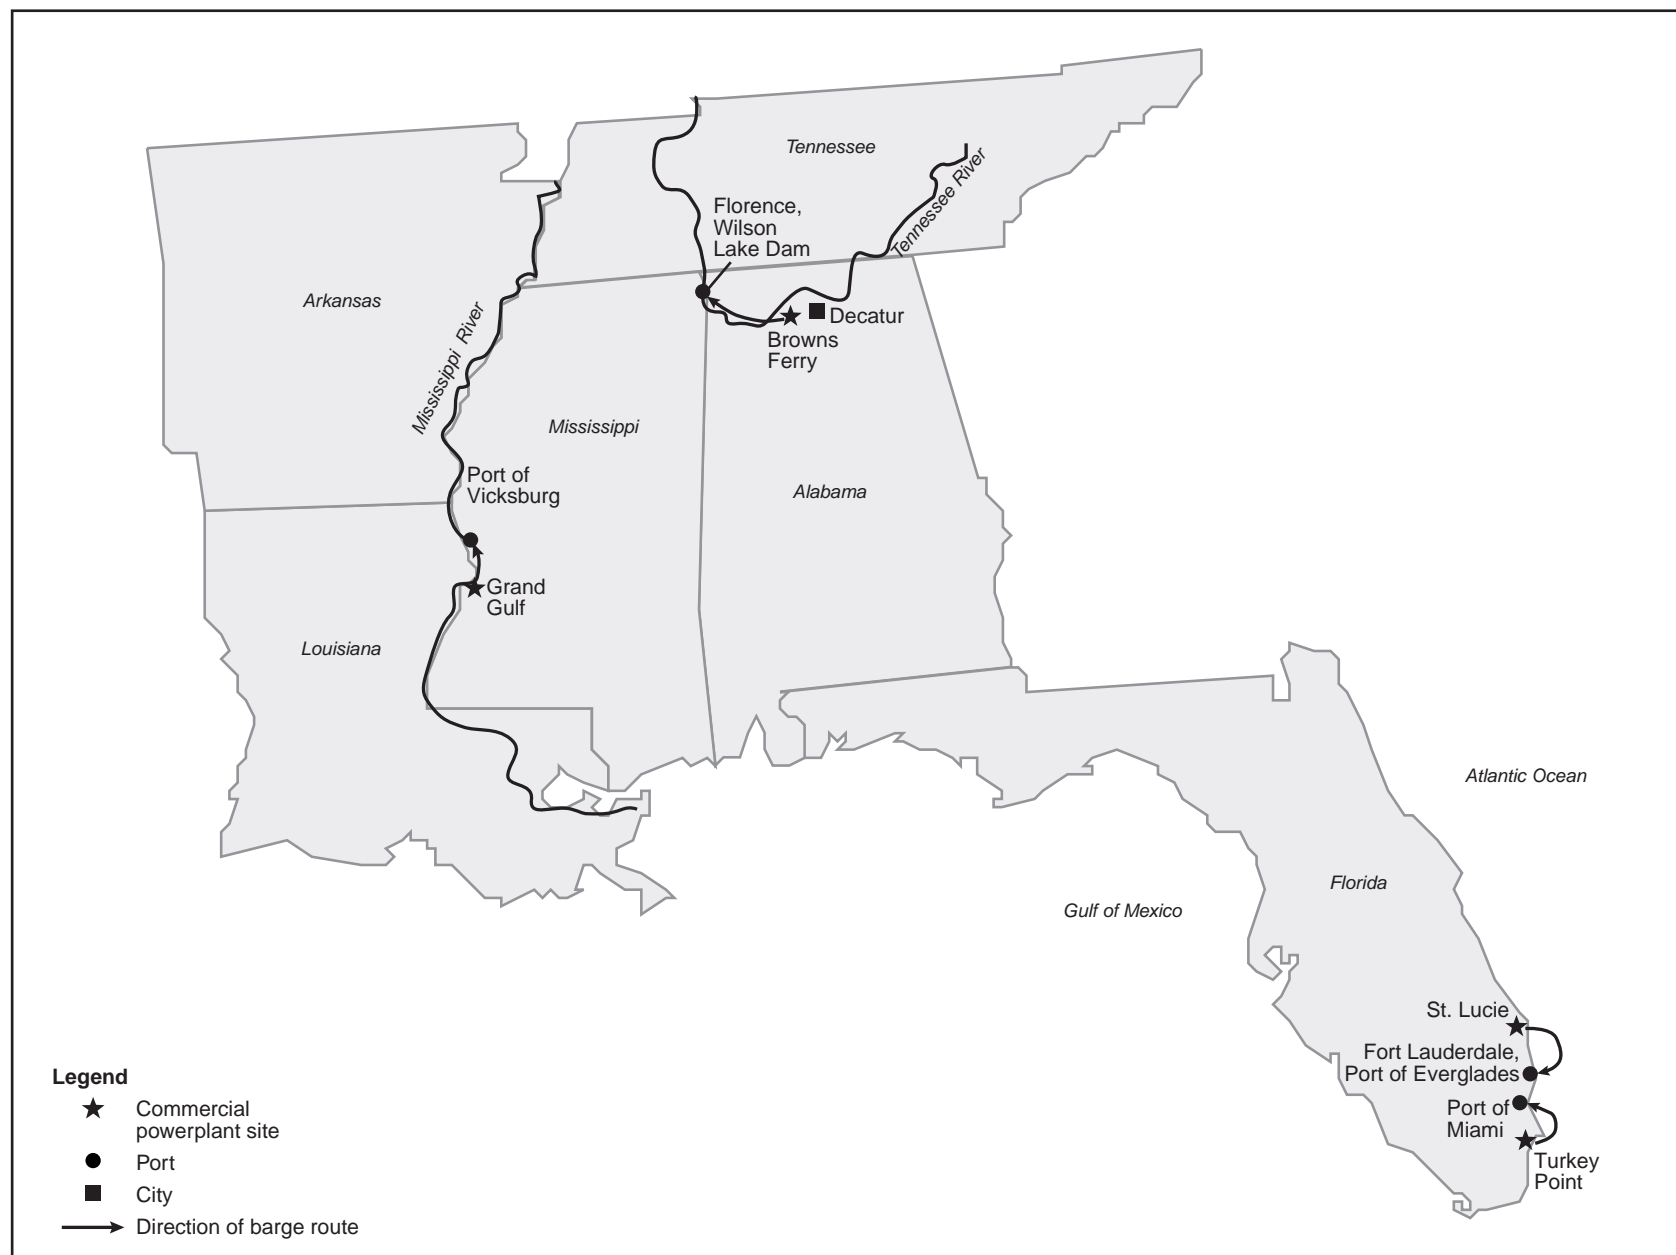 Tennessee
Tennessee River
Florence,
Wilson
Lake Dam
Arkansas
Mississippi River
Decatur
Browns
Ferry
Mississippi
Port of
Vicksburg
Alabama
Grand
Gulf
Louisiana
Atlantic Ocean
Florida
Gulf of Mexico
St. Lucie
Fort Lauderdale,
Port of Everglades
Port of
Miami
Turkey
Point
Legend
Commercial
powerplant site
Port
City
Direction of barge route